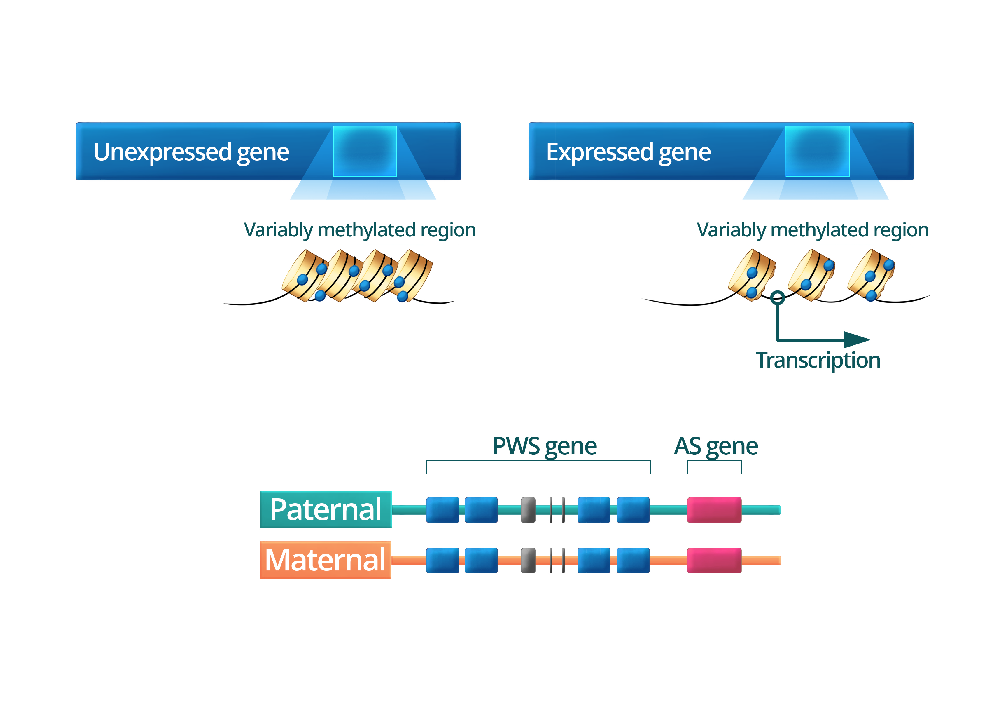 Unexpressed gene
Expressed gene
Variably methylated region
Variably methylated region
Transcription
PWS gene
AS gene
Paternal
Maternal